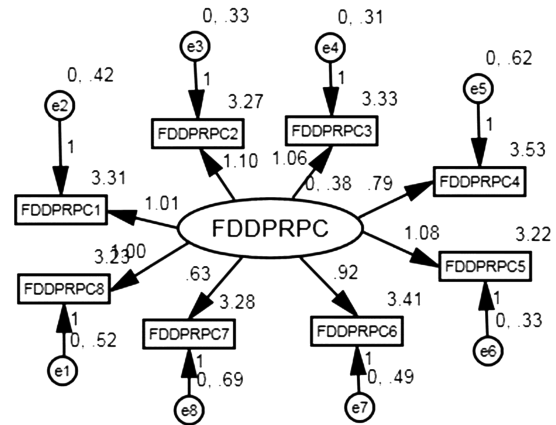 0, .33
e3
0, .31
e4
0, .42
e2
0, .62
e5
1
3.27
FDDPRPC2
1
3.33
FDDPRPC3
1
1
3.31
FDDPRPC1
1.10
1.06
0, .38
.79
3.53
FDDPRPC4
1.01
FDDPRPC
3.23
1.00
FDDPRPC8
.63
3.28
FDDPRPC7
.92
3.41
FDDPRPC6
1.08
3.22
FDDPRPC5
1
0, .52
e1
1
0, .69
e8
1
0, .49
e7
1
0, .33
e6